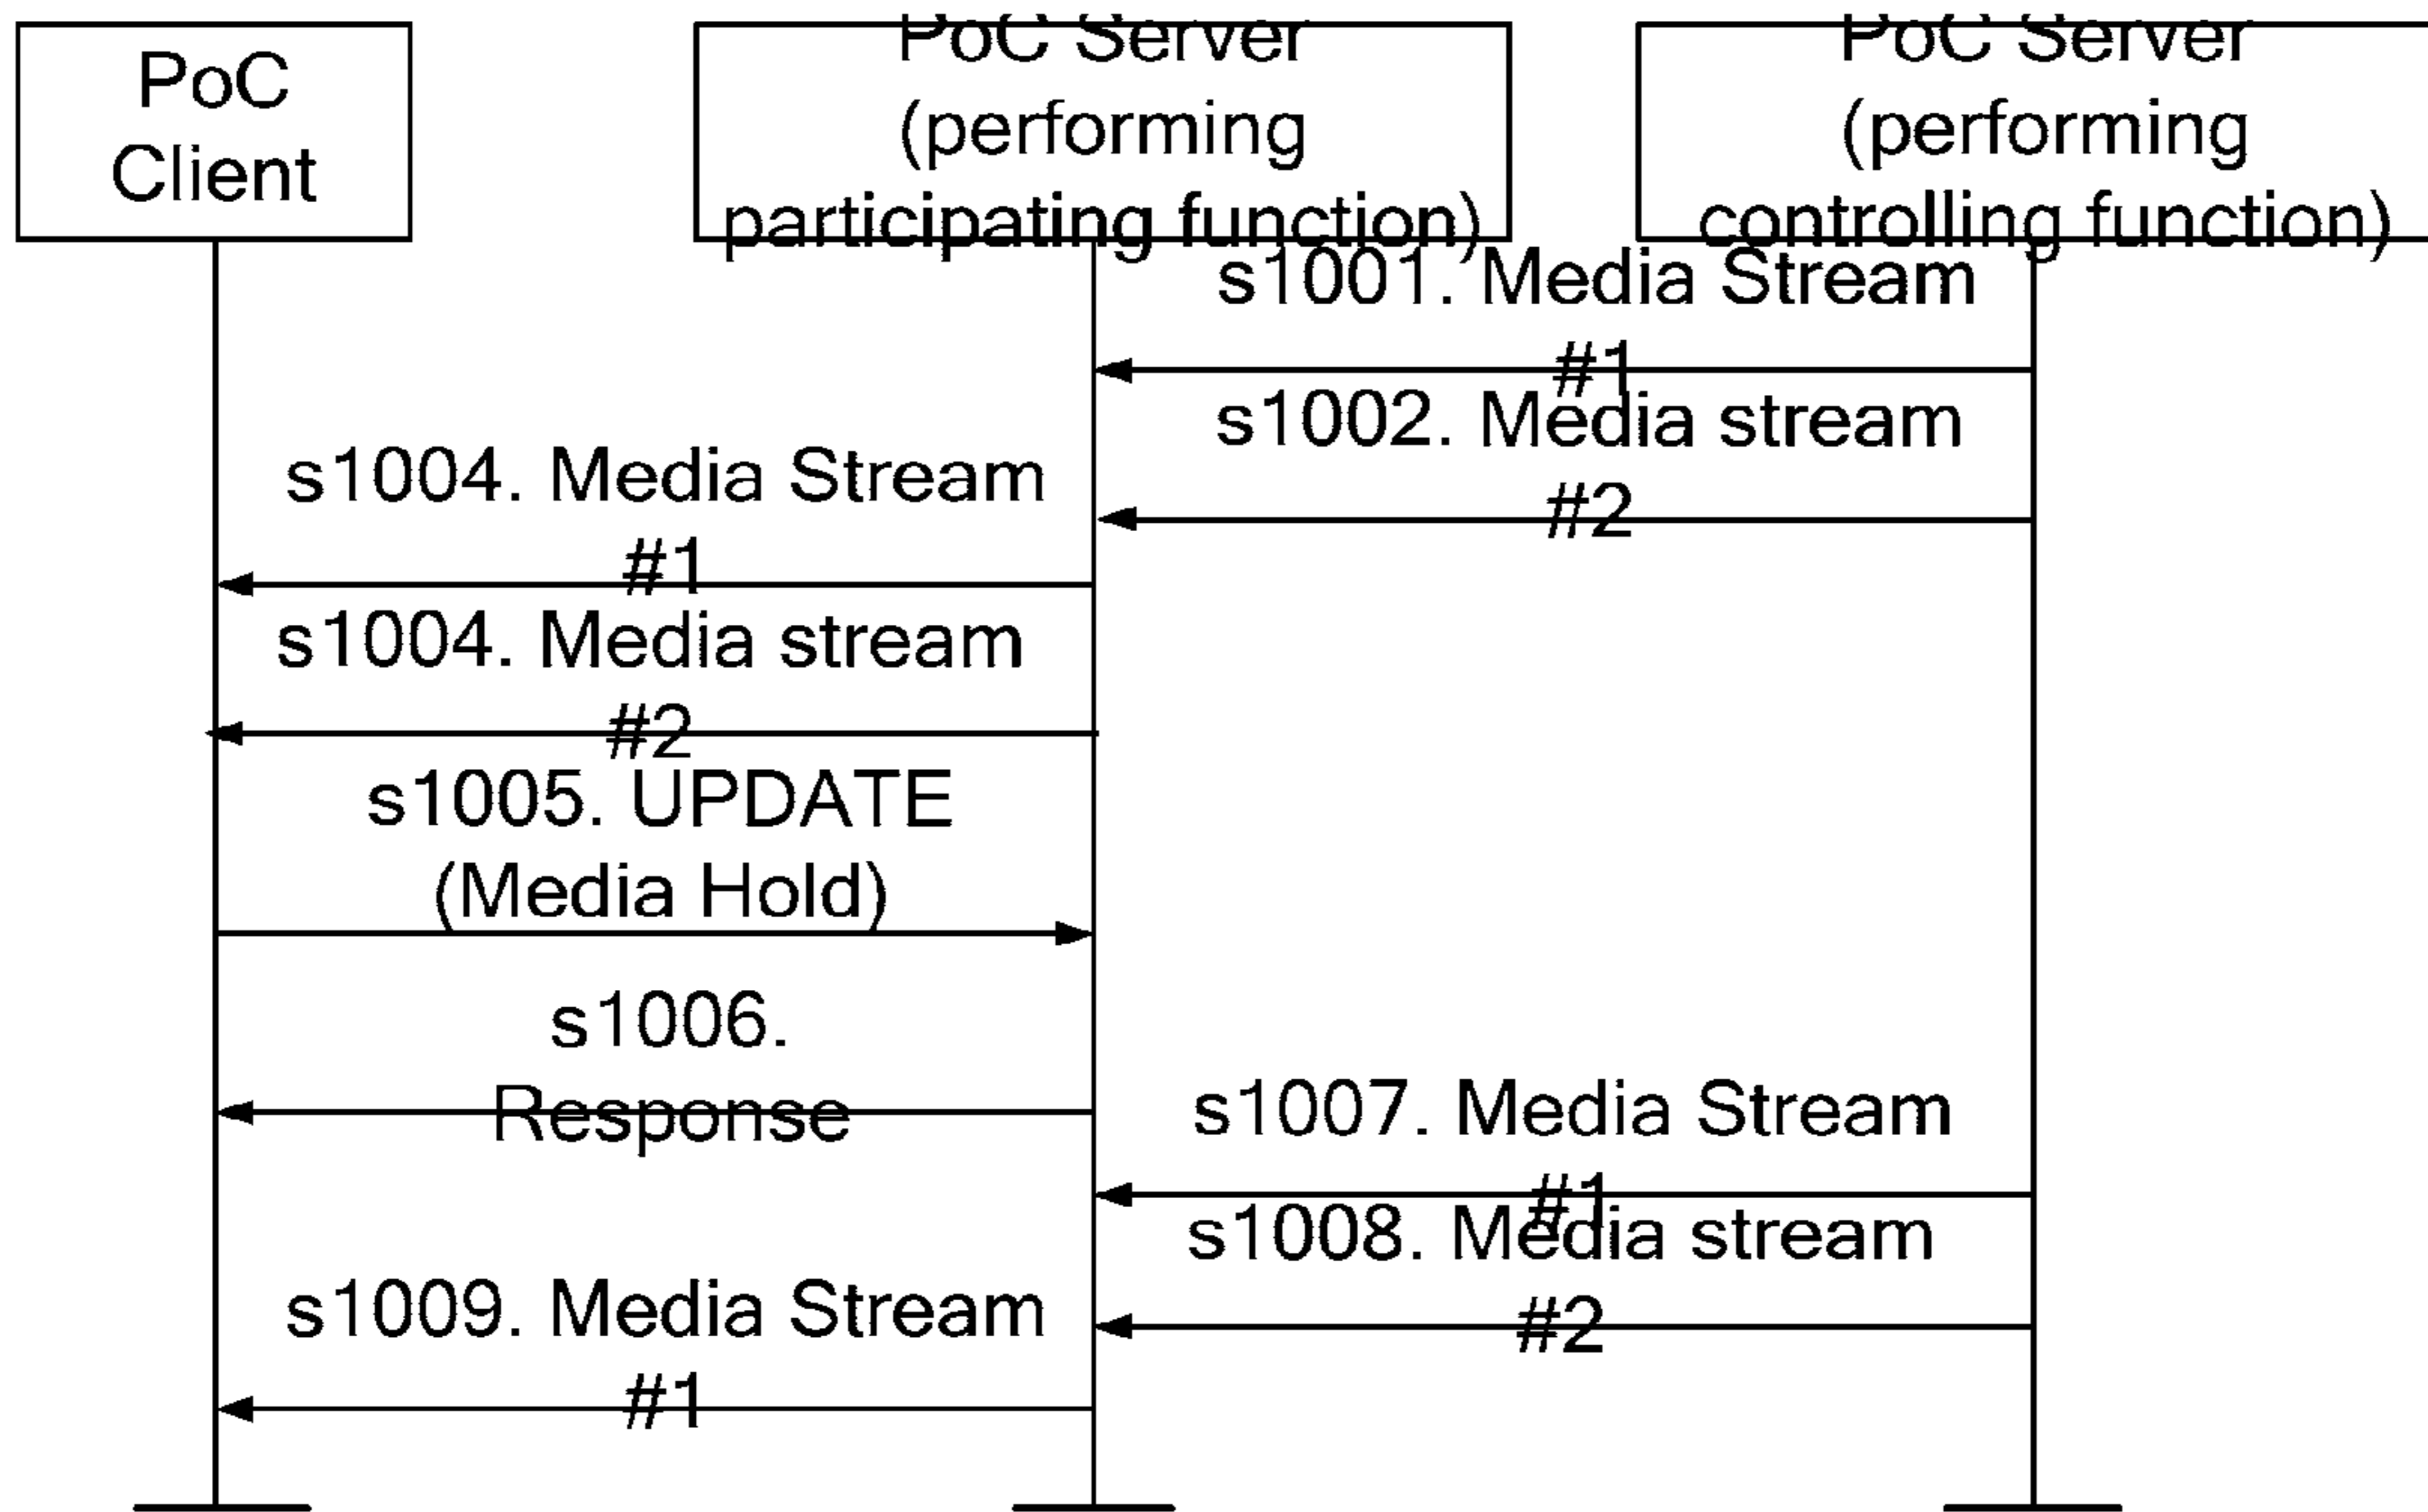 PoC
Client
PoC Server
(performing
participating function)
PoC Server
(performing
controlling function)
s1001. Media Stream
#1
s1002. Media stream
#2
s1004. Media Stream
#1
s1004. Media stream
#2
s1005. UPDATE
(Media Hold)
s1006.
Response
s1007. Media Stream
#1
s1008. Media stream
#2
s1009. Media Stream
#1